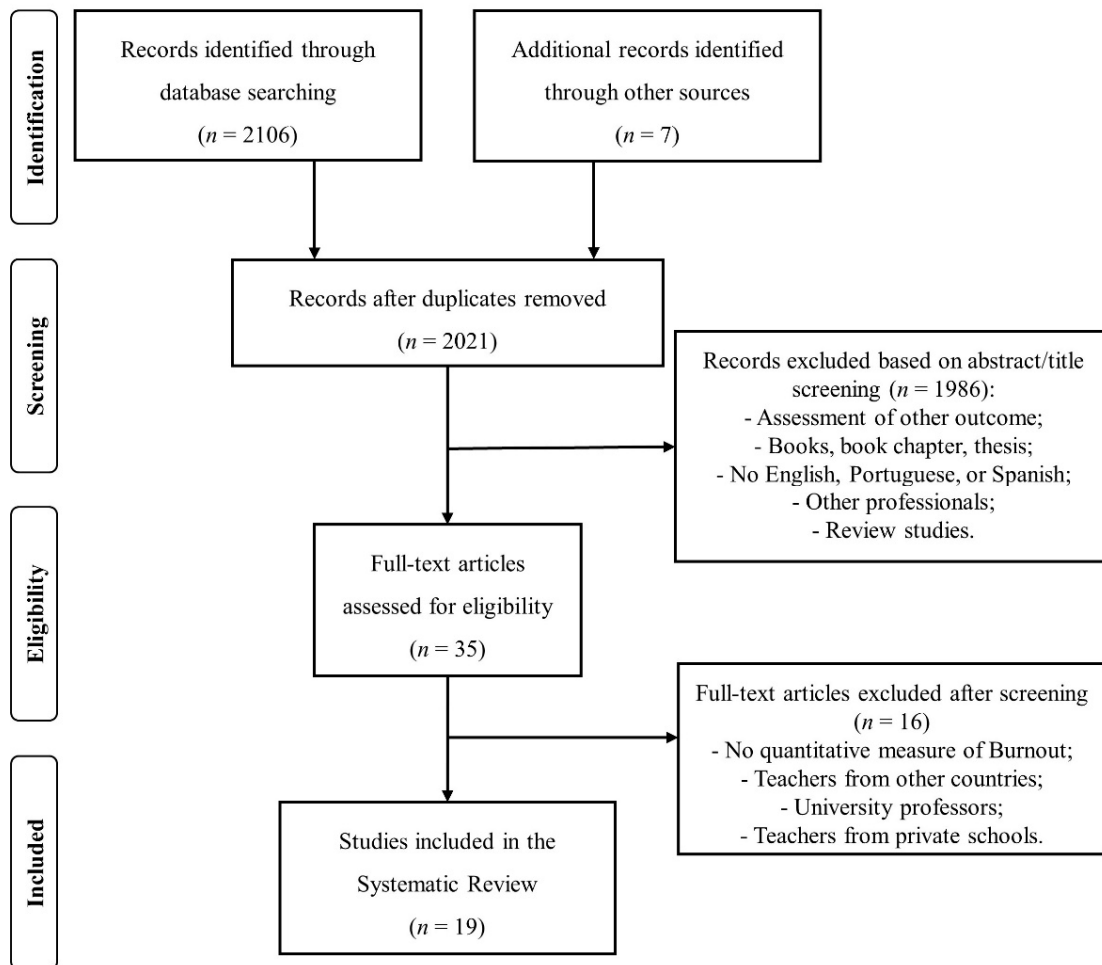 Identification
Records identified through
database searching
(n = 2106)
Additional records identified
through other sources
(n = 7)
Screening
Records after duplicates removed
(n = 2021)
Records excluded based on abstract/title
screening (n = 1986):
- Assessment of other outcome;
- Books, book chapter, thesis;
- No English, Portuguese, or Spanish;
- Other professionals;
- Review studies.
Eligibility
Full-text articles
assessed for eligibility
(n = 35)
Full-text articles excluded after screening
(n = 16)
- No quantitative measure of Burnout;
- Teachers from other countries;
- University professors;
- Teachers from private schools.
Included
Studies included in the
Systematic Review
(n = 19)